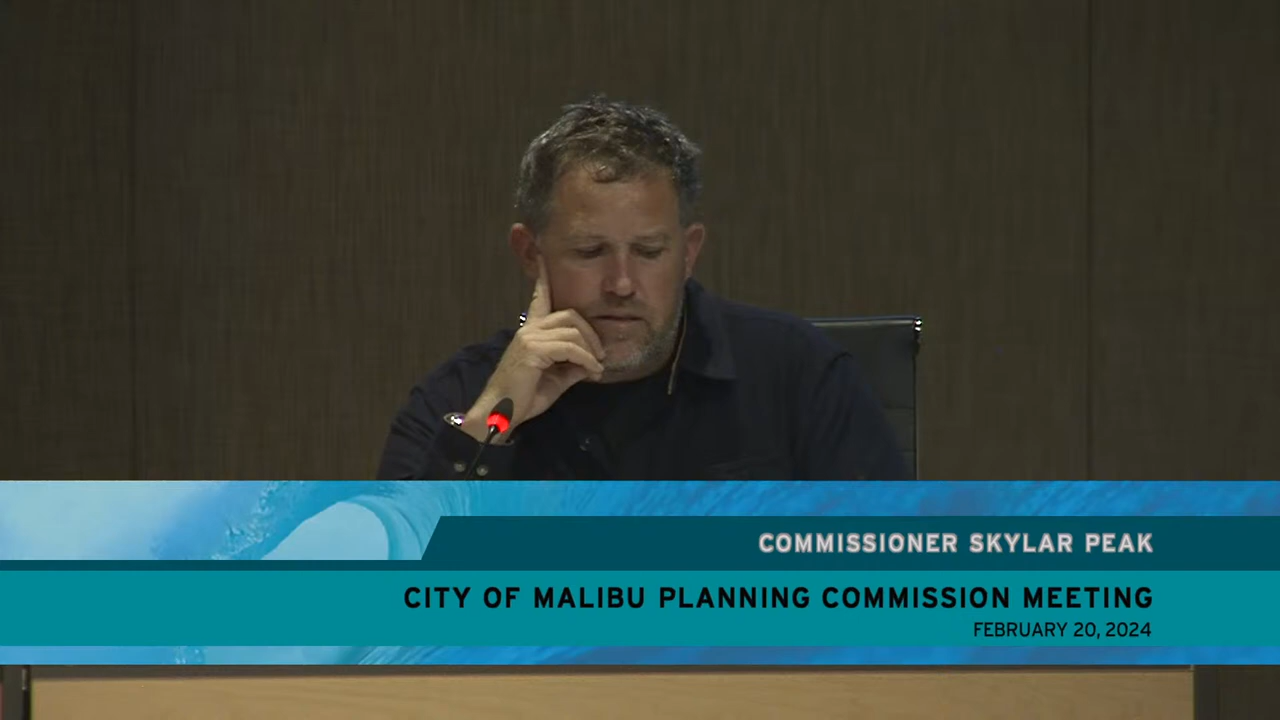 COMMISSIONER SKYLAR PEAK
CITY OF MALIBU PLANNING COMMISSION MEETING
FEBRUARY 20, 2024